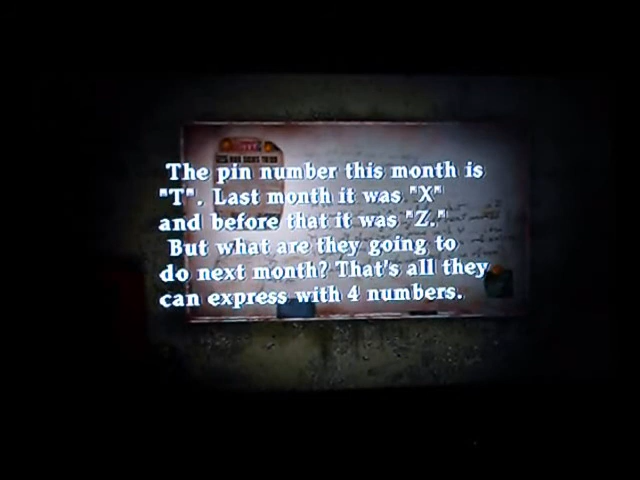 The pin number this month is
"T". Last month it was "X"
and before that it was "Z."
But what are they going to
do next month? That's all they
can express with 4 numbers.